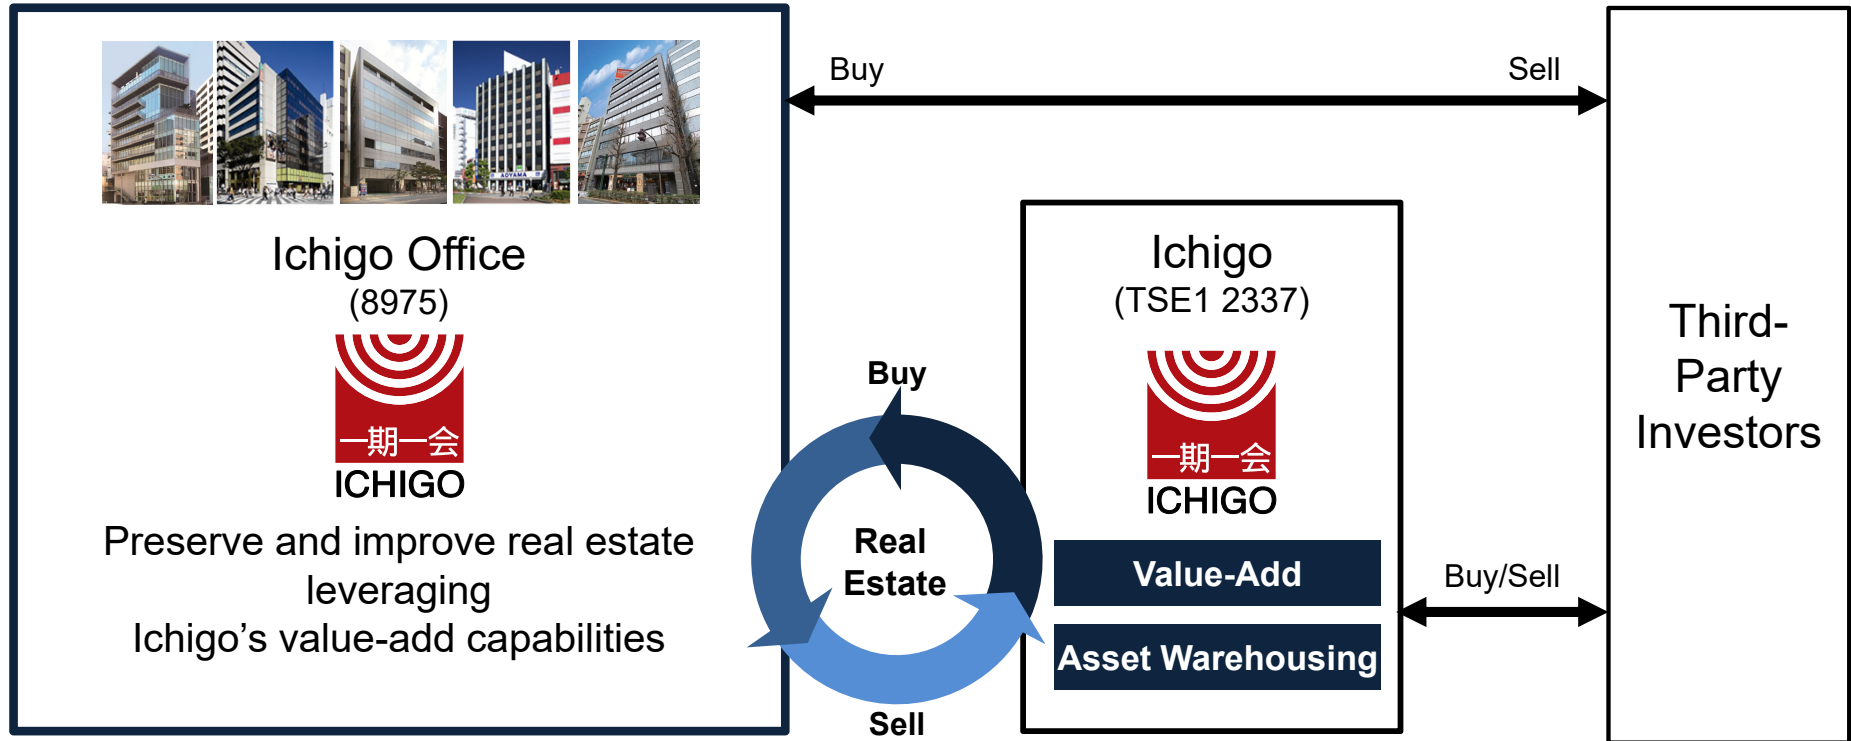 Buy
Sell
AOYAMA
Ichigo Office
(8975)
一期一会
ICHIGO
Preserve and improve real estate
leveraging
Ichigo’s value-add capabilities
Buy
Real
Estate
Sell
Ichigo
(TSE1 2337)
一期一会
ICHIGO
Value-Add
Asset Warehousing
Buy/Sell
Third-
Party
Investors